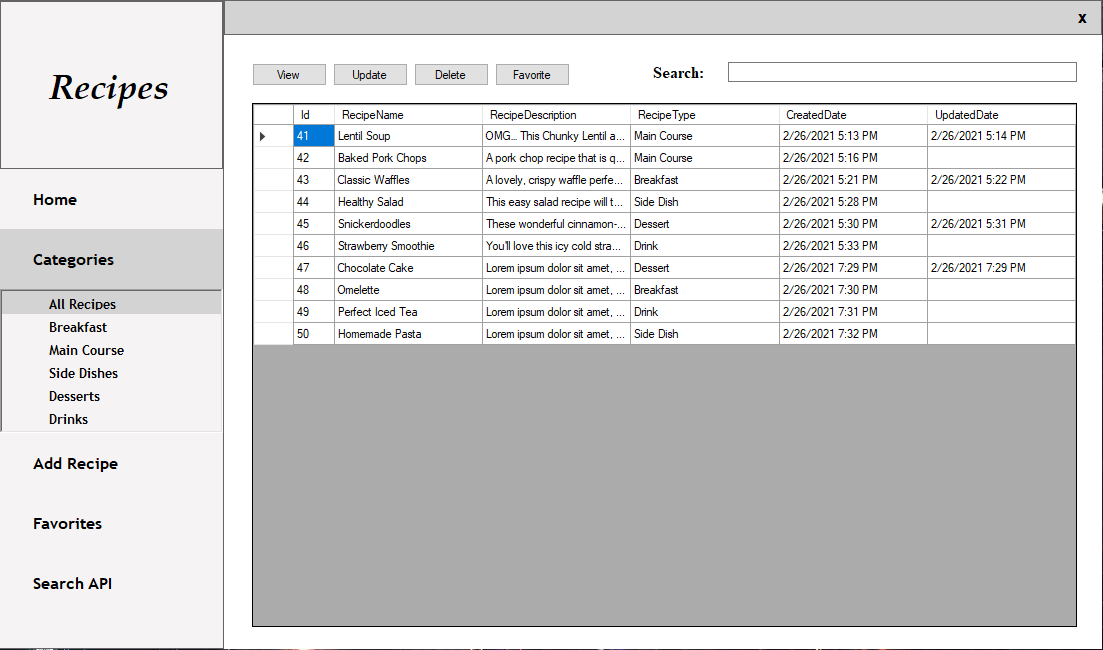 x
Recipes
View Update Delete Favorite Search:
Id RecipeName RecipeDescription RecipeType CreatedDate UpdatedDate
41 Lentil Soup OMG... This Chunky Lentil a... Main Course 2/26/2021 5:13 PM 2/26/2021 5:14 PM
42 Baked Pork Chops A pork chop recipe that is q... Main Course 2/26/2021 5:16 PM
43 Classic Waffles A lovely, crispy waffle perfe... Breakfast 2/26/2021 5:21 PM 2/26/2021 5:22 PM
44 Healthy Salad This easy salad recipe will t... Side Dish 2/26/2021 5:28 PM
45 Snickerdoodles These wonderful cinnamon-... Dessert 2/26/2021 5:30 PM 2/26/2021 5:31 PM
46 Strawberry Smoothie You'll love this icy cold stra... Drink 2/26/2021 5:33 PM
47 Chocolate Cake Lorem ipsum dolor sit amet, ... Dessert 2/26/2021 7:29 PM 2/26/2021 7:29 PM
48 Omelette Lorem ipsum dolor sit amet, ... Breakfast 2/26/2021 7:30 PM
49 Perfect Iced Tea Lorem ipsum dolor sit amet, ... Drink 2/26/2021 7:31 PM
50 Homemade Pasta Lorem ipsum dolor sit amet, ... Side Dish 2/26/2021 7:32 PM
Home
Categories
All Recipes
Breakfast
Main Course
Side Dishes
Desserts
Drinks
Add Recipe
Favorites
Search API